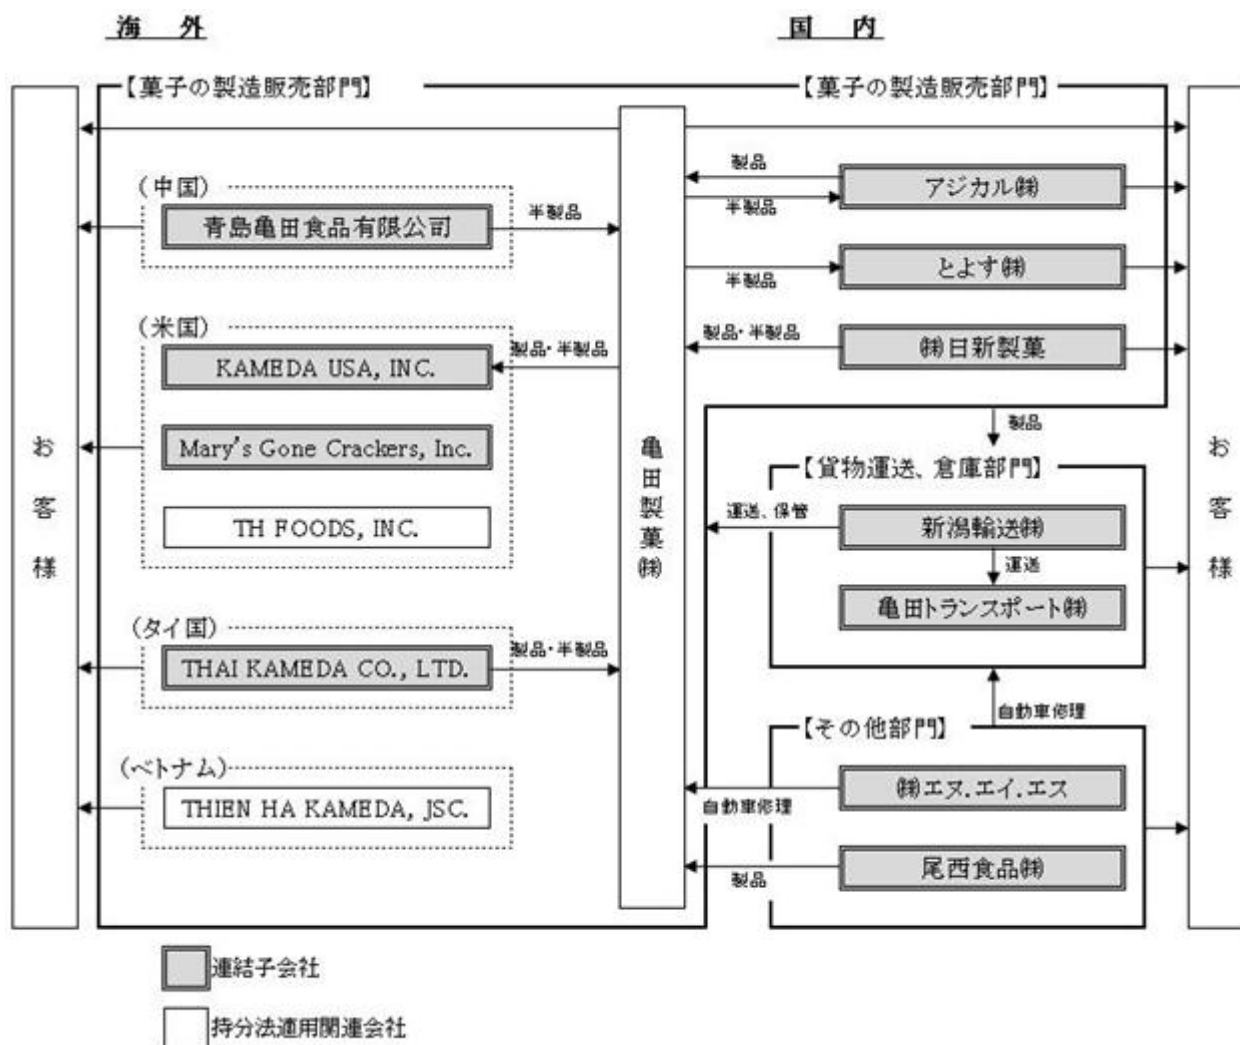 海 外
国 内
【菓子の製造販売部門】
【菓子の製造販売部門】
お客様
亀田製菓㈱
お客様
(中国)
青島亀田食品有限公司
半製品
(米国)
KAMEDA USA, INC.
製品・半製品
Mary's Gone Crackers, Inc.
TH FOODS, INC.
(タイ国)
THAI KAMEDA CO., LTD.
製品・半製品
(ベトナム)
THIEN HA KAMEDA, JSC.
製品
アジカル㈱
半製品
とよす㈱
半製品
製品・半製品
㈱日新製菓
製品
【貨物運送、倉庫部門】
運送、保管
新潟輸送㈱
運送
亀田トランスポート㈱
自動車修理
【その他部門】
㈱エヌ.エイ.エス
自動車修理
尾西食品㈱
製品
連結子会社
持分法適用関連会社